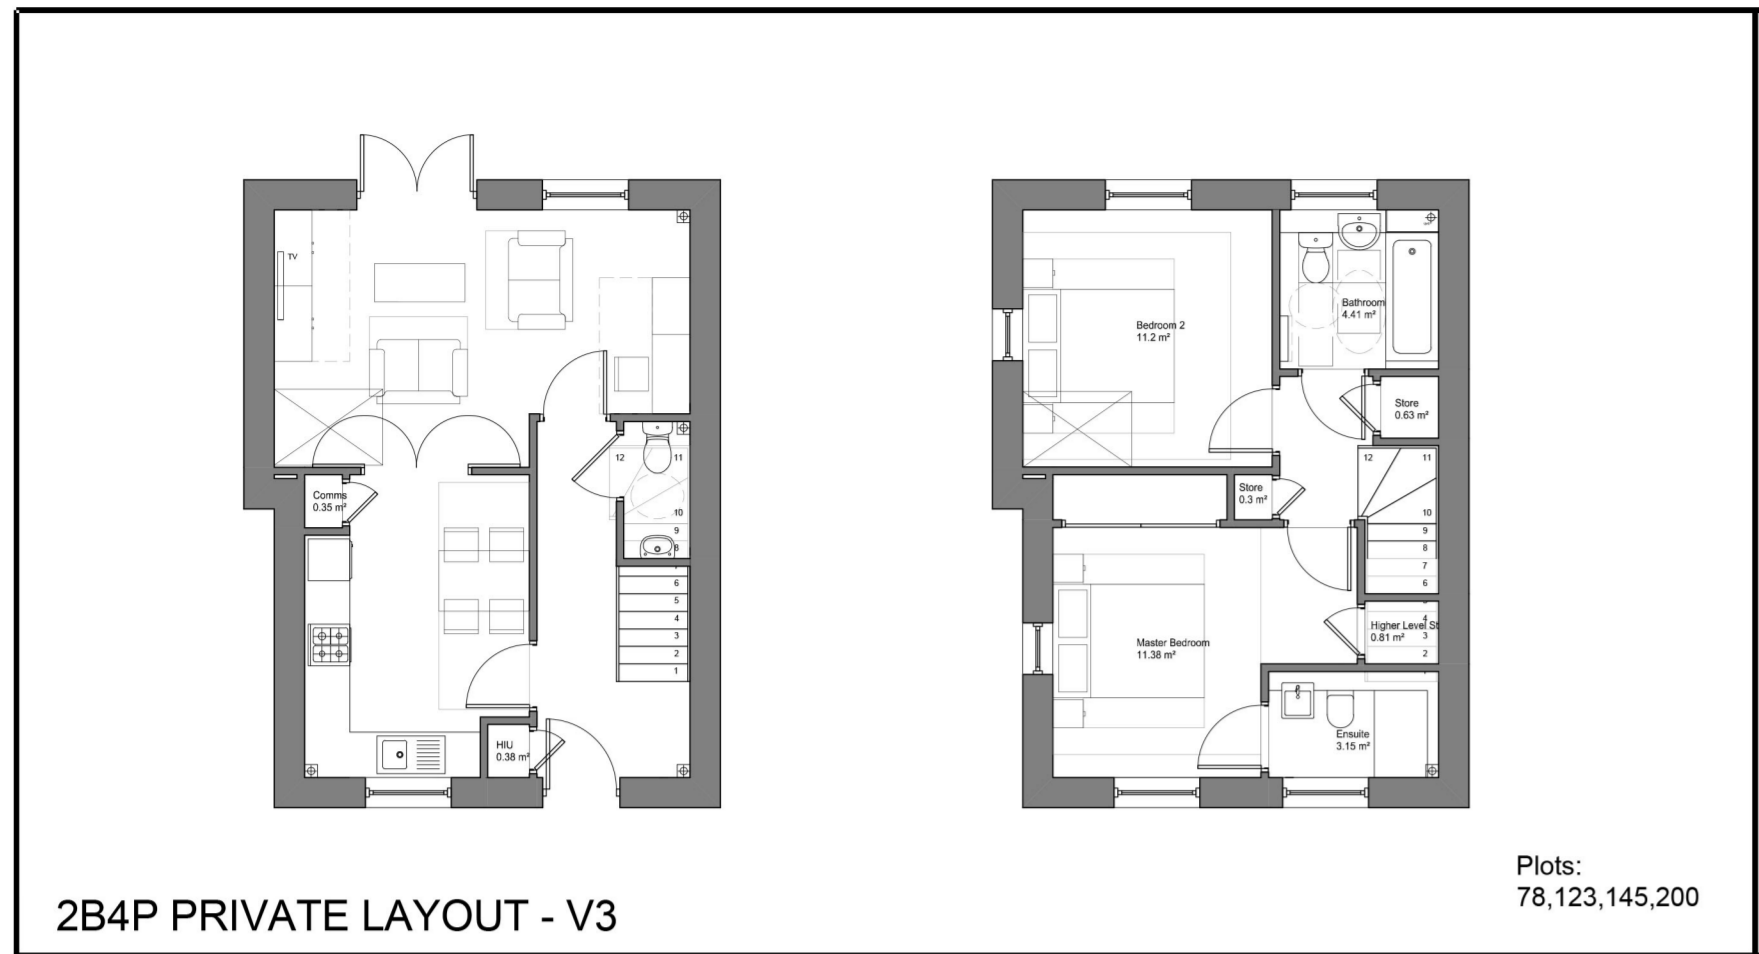 TV
Comms
0.35 m²
12
11
10
9
8
7
6
5
4
3
2
1
HIU
0.38 m²
Bedroom 2
11.2 m²
Bathroom
4.41 m²
Store
0.63 m²
Store
0.3 m²
12
11
10
9
8
7
6
Master Bedroom
11.38 m²
Higher Level St
0.81 m²
4
3
2
Ensuite
3.15 m²
Plots:
78,123,145,200
2B4P PRIVATE LAYOUT - V3